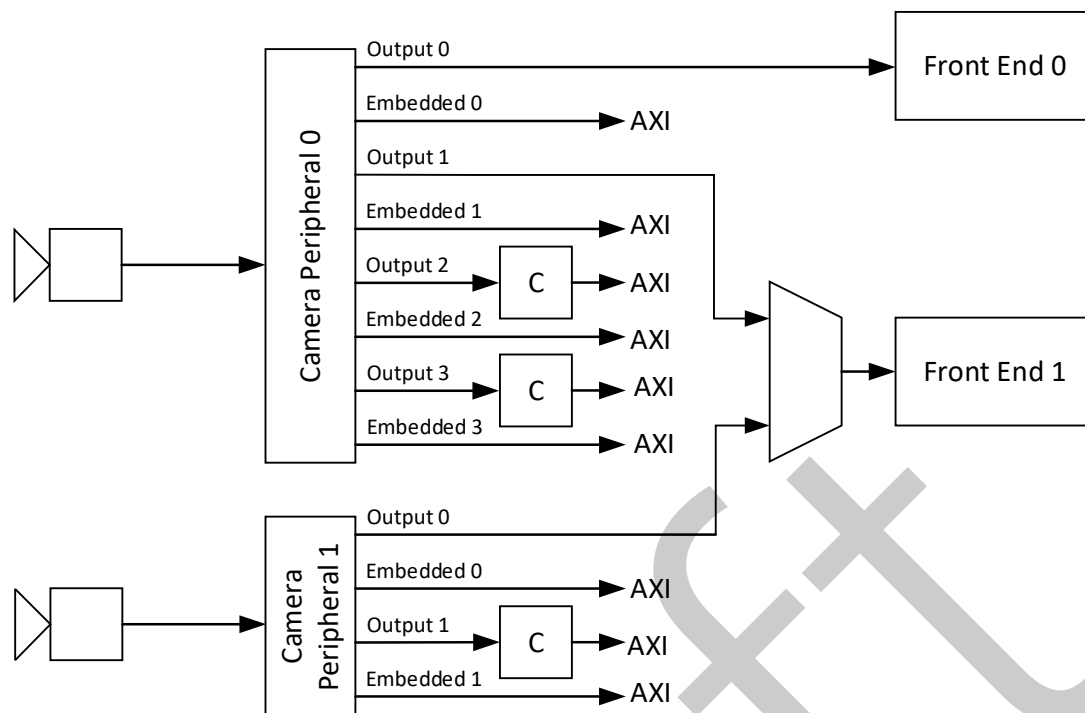 Output 0
Front End 0
Embedded 0
AXI
Camera Peripheral 0
Output 1
Embedded 1
AXI
Output 2
C
AXI
Embedded 2
AXI
Output 3
C
AXI
Embedded 3
AXI
Front End 1
Camera
Peripheral 1
Output 0
Embedded 0
AXI
Output 1
C
AXI
Embedded 1
AXI
ft